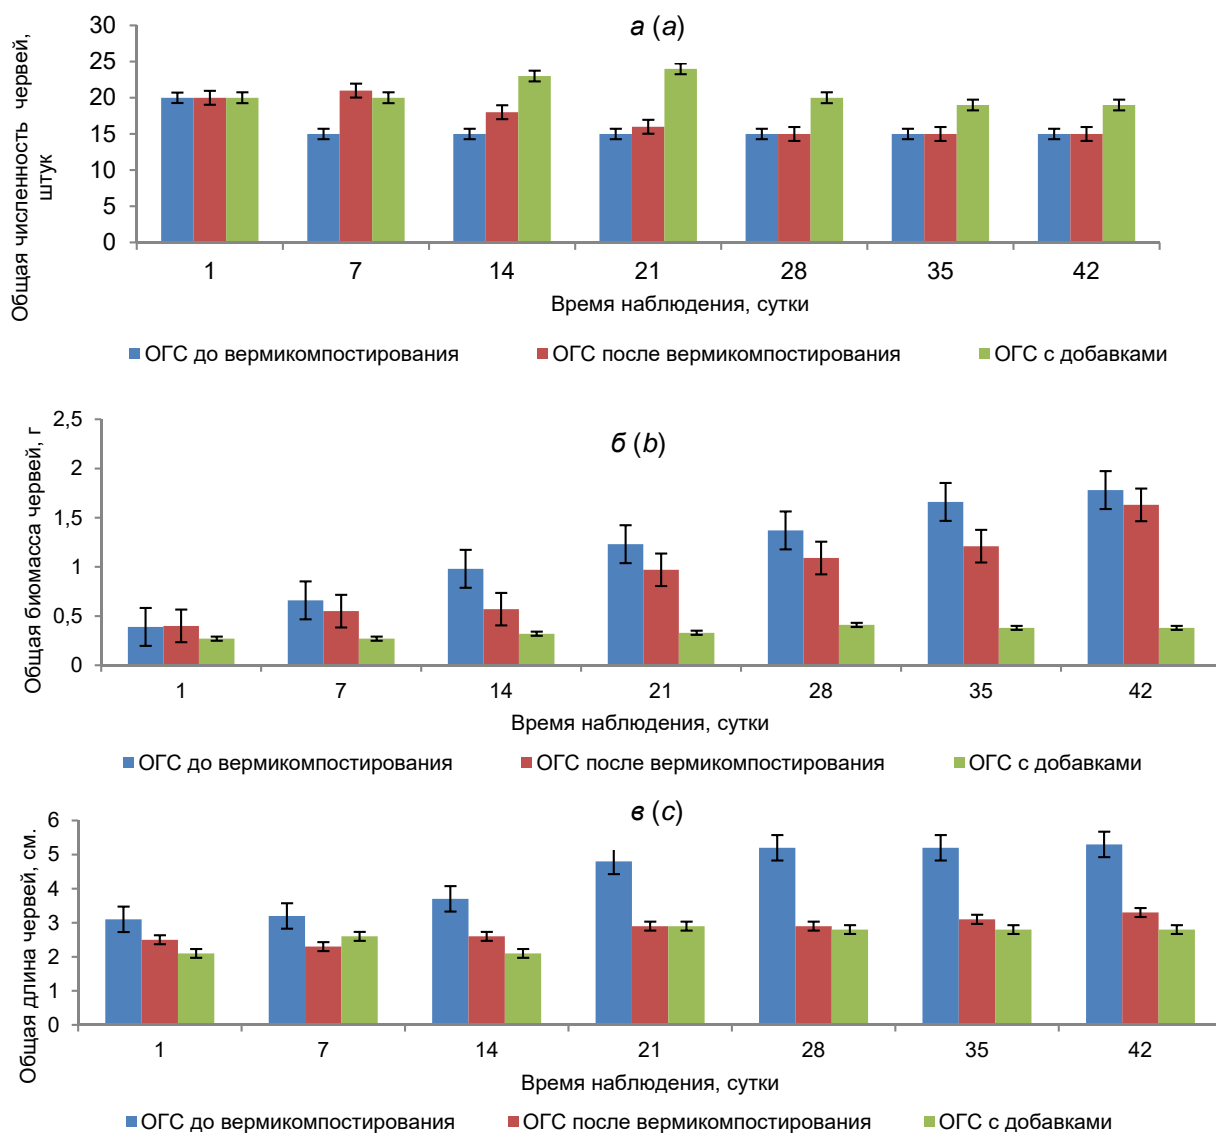 а (a)
Общая численность червей,
штук
30
25
20
15
10
5
0
1 7 14 21 28 35 42
Время наблюдения, сутки
ОГС до вермикомпостирования ОГС после вермикомпостирования ОГС с добавками
б (b)
Общая биомасса червей, г
2,5
2
1,5
1
0,5
0
1 7 14 21 28 35 42
Время наблюдения, сутки
ОГС до вермикомпостирования ОГС после вермикомпостирования ОГС с добавками
в (c)
Общая длина червей, см.
6
5
4
3
2
1
0
1 7 14 21 28 35 42
Время наблюдения, сутки
ОГС до вермикомпостирования ОГС после вермикомпостирования ОГС с добавками